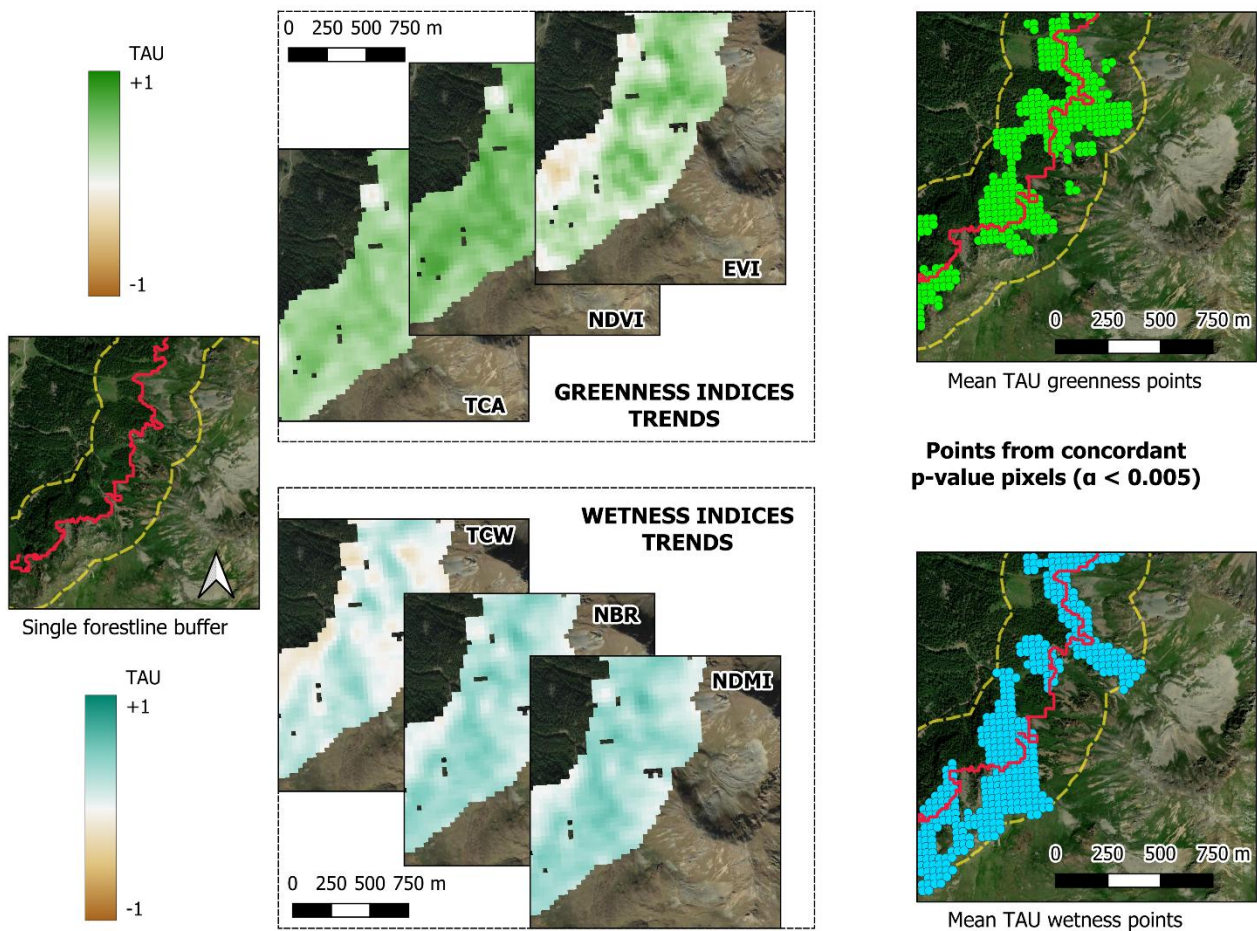 TAU
+1
-1
Single forestline buffer
TAU
+1
-1
0 250 500 750 m
TCA
NDVI
EVI
GREENNESS INDICES
TRENDS
WETNESS INDICES
TRENDS
TCW
NBR
NDMI
0 250 500 750 m
0 250 500 750 m
Mean TAU greenness points
Points from concordant
p-value pixels (α < 0.005)
0 250 500 750 m
Mean TAU wetness points